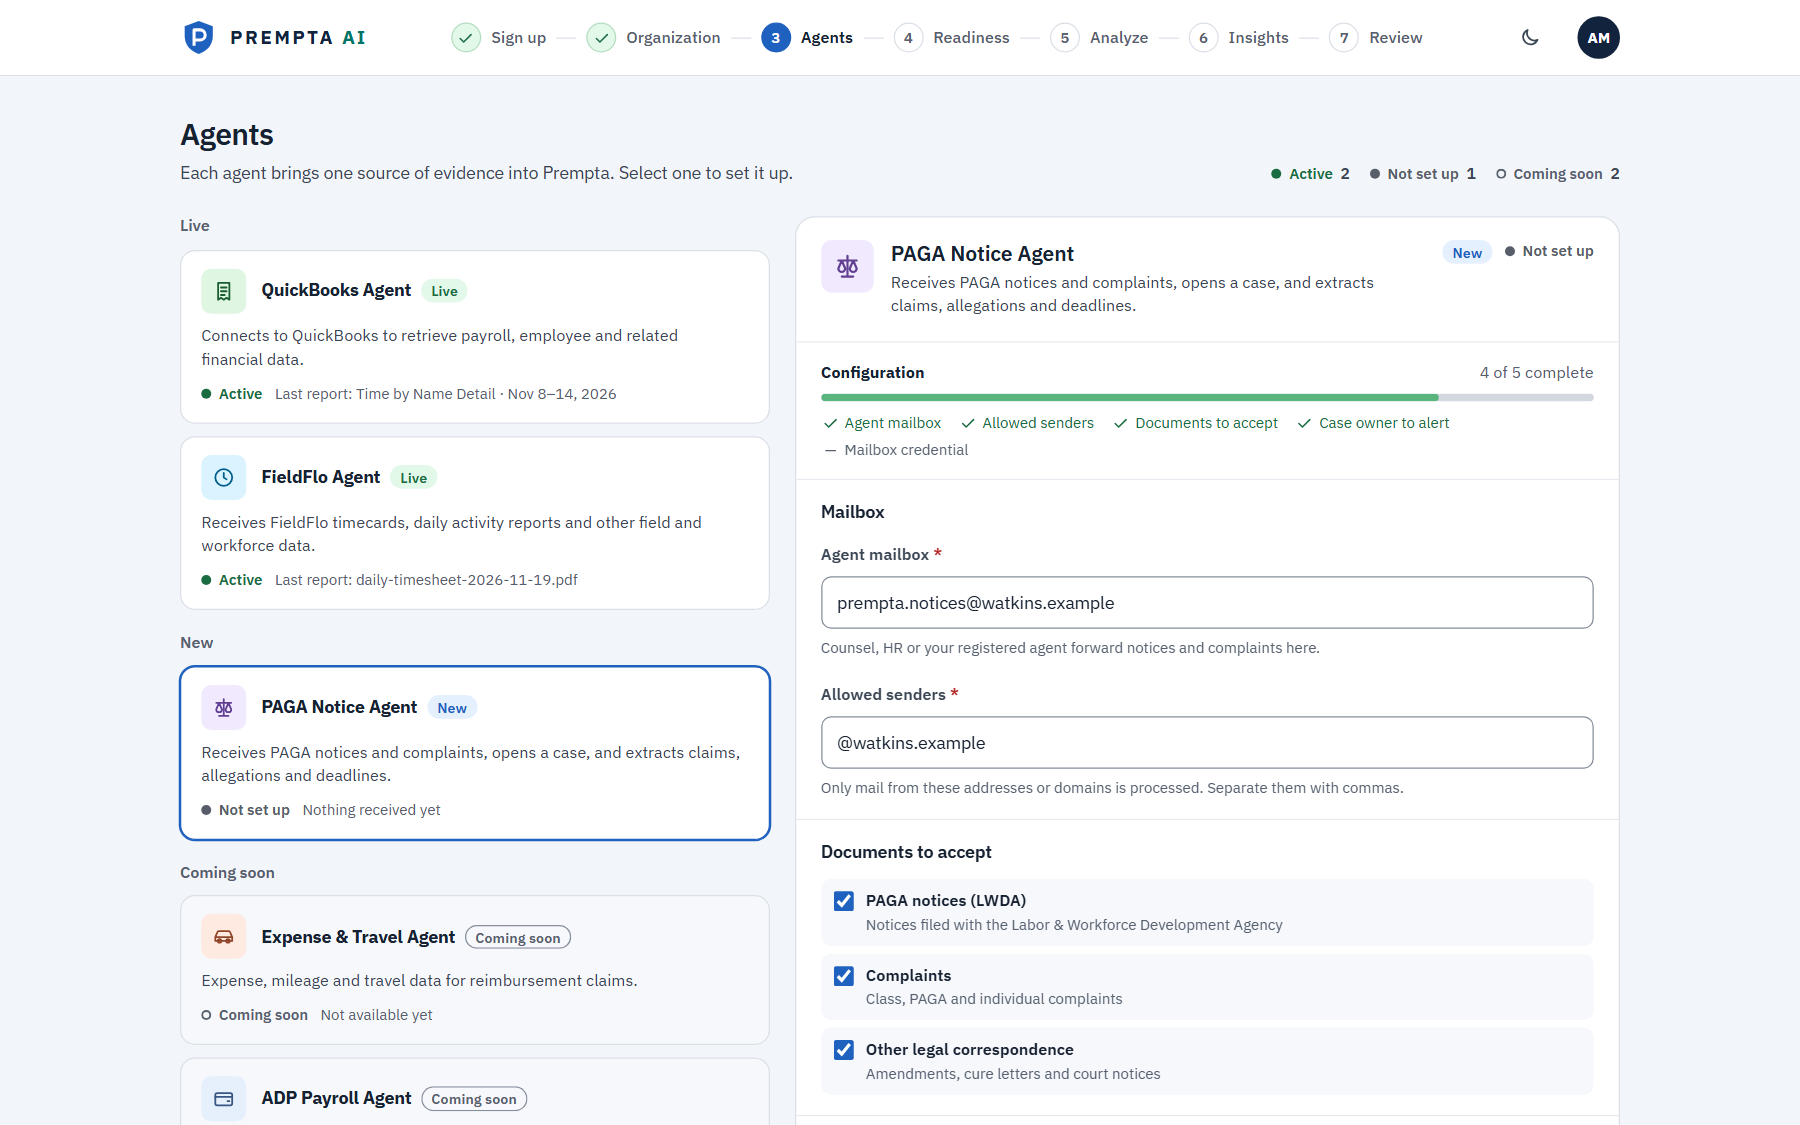 PREMPTA AI
Sign up
Organization
3 Agents
4 Readiness
5 Analyze
6 Insights
7 Review
AM
Agents
Each agent brings one source of evidence into Prempta. Select one to set it up.
Active 2
Not set up 1
Coming soon 2
Live
QuickBooks Agent Live
Connects to QuickBooks to retrieve payroll, employee and related
financial data.
Active Last report: Time by Name Detail · Nov 8–14, 2026
FieldFlo Agent Live
Receives FieldFlo timecards, daily activity reports and other field and
workforce data.
Active Last report: daily-timesheet-2026-11-19.pdf
New
PAGA Notice Agent New
Receives PAGA notices and complaints, opens a case, and extracts claims,
allegations and deadlines.
Not set up Nothing received yet
Coming soon
Expense & Travel Agent Coming soon
Expense, mileage and travel data for reimbursement claims.
Coming soon Not available yet
ADP Payroll Agent Coming soon
PAGA Notice Agent
New Not set up
Receives PAGA notices and complaints, opens a case, and extracts
claims, allegations and deadlines.
Configuration
4 of 5 complete
Agent mailbox
Allowed senders
Documents to accept
Case owner to alert
– Mailbox credential
Mailbox
Agent mailbox *
prempta.notices@watkins.example
Counsel, HR or your registered agent forward notices and complaints here.
Allowed senders *
@watkins.example
Only mail from these addresses or domains is processed. Separate them with commas.
Documents to accept
PAGA notices (LWDA)
Notices filed with the Labor & Workforce Development Agency
Complaints
Class, PAGA and individual complaints
Other legal correspondence
Amendments, cure letters and court notices